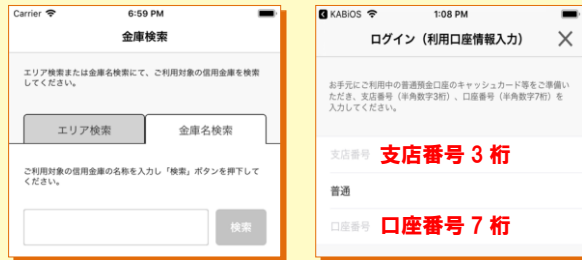 Carrier 6:59 PM
金庫検索
エリア検索または金庫名検索にて、ご利用対象の信用金庫を検索
してください。
エリア検索 金庫名検索
ご利用対象の信用金庫の名称を入力し「検索」ボタンを押下して
ください。
検索
KABiOS 1:08 PM
ログイン（利用口座情報入力）
お手元にご利用中の普通預金口座のキャッシュカード等をご準備い
ただき、支店番号（半角数字3桁）、口座番号（半角数字7桁）を
入力してください。
支店番号 支店番号 3 桁
普通
口座番号 口座番号 7 桁